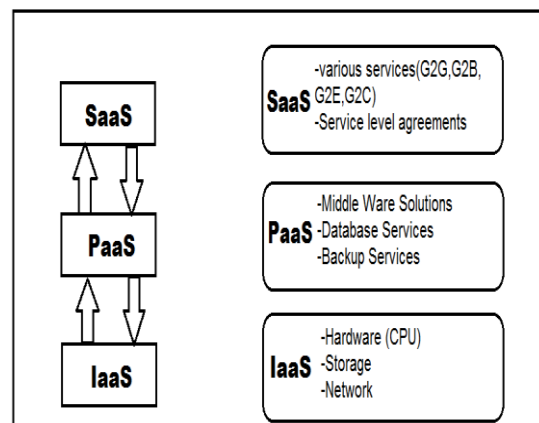 SaaS
PaaS
IaaS
-various services(G2G,G2B,
G2E,G2C)
SaaS
-Service level agreements
-Middle Ware Solutions
PaaS -Database Services
-Backup Services
-Hardware (CPU)
IaaS -Storage
-Network